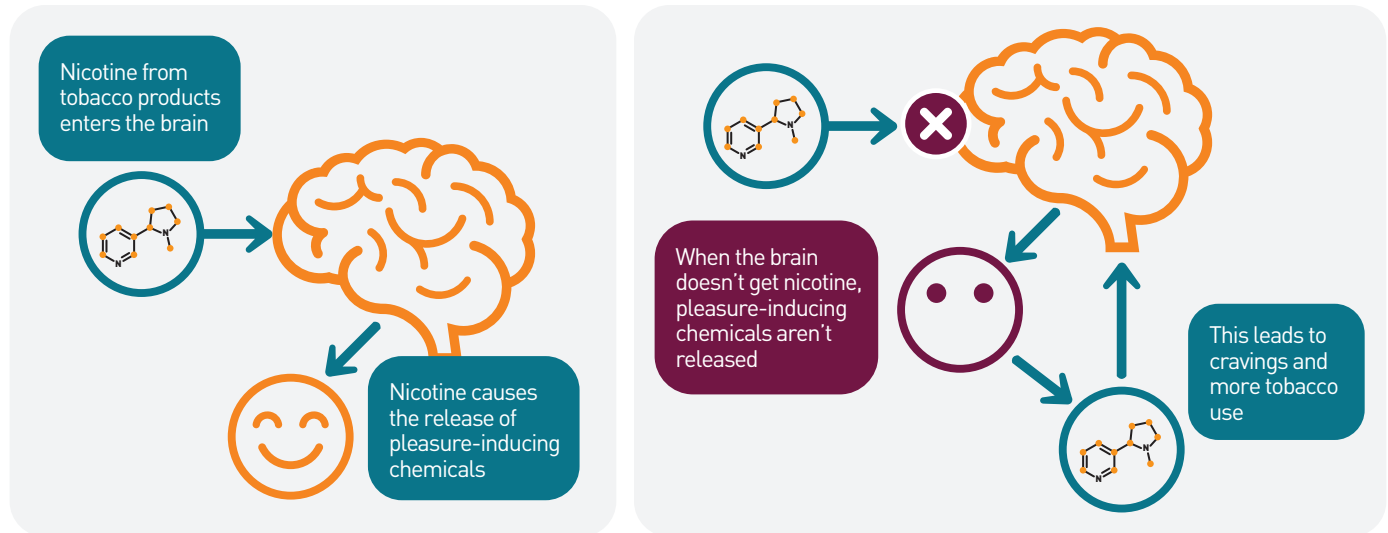 Nicotine from
tobacco products
enters the brain
N
N
Nicotine causes
the release of
pleasure-inducing
chemicals
N
N
When the brain
doesn't get nicotine,
pleasure-inducing
chemicals aren't
released
This leads to
cravings and
more tobacco
use
N
N